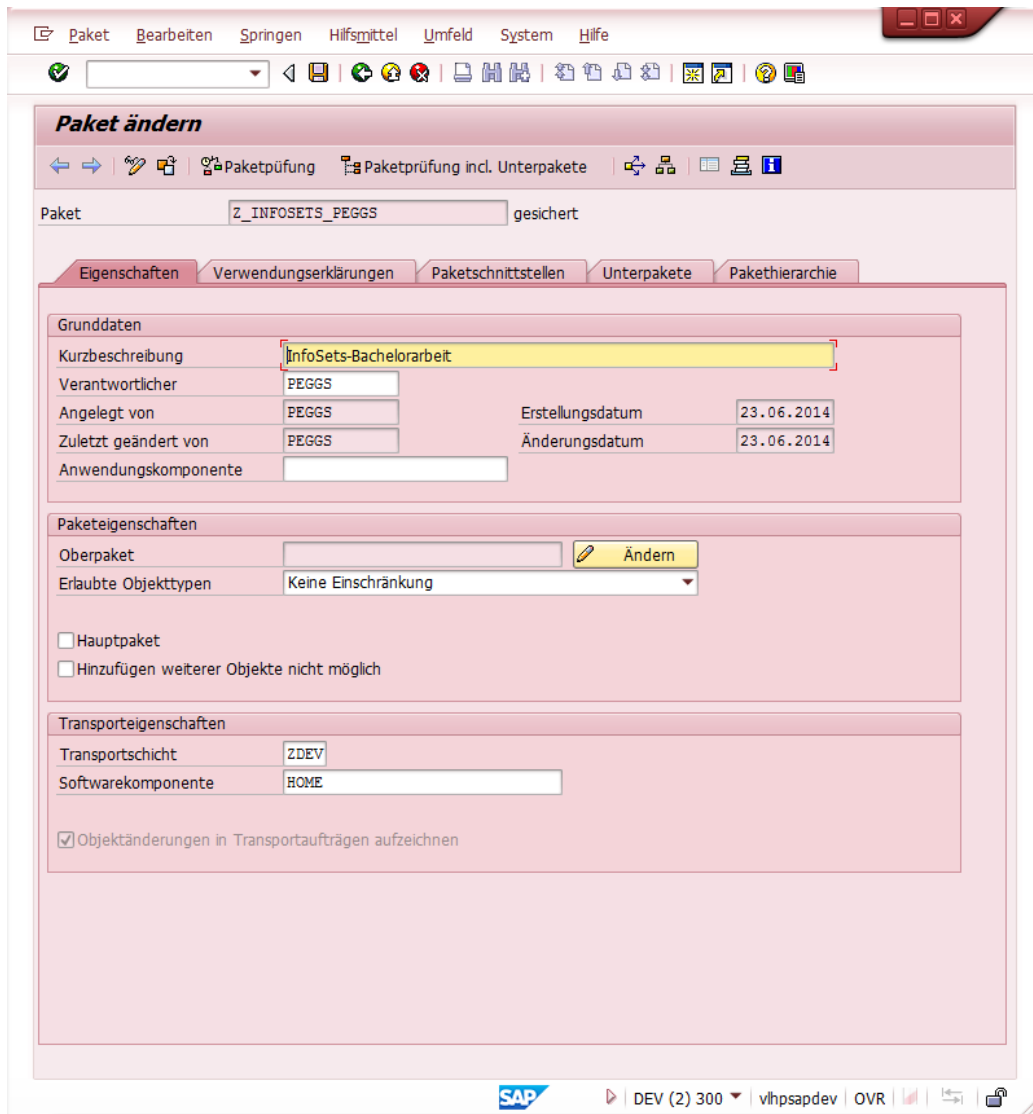 Paket Bearbeiten Springen Hilfsmittel Umfeld System Hilfe
Paket ändern
Paketpüfung Paketprüfung incl. Unterpakete
Paket Z_INFOSETS_PEGGS gesichert
Eigenschaften Verwendungserklärungen Paketschnittstellen Unterpakete Pakethierarchie
Grunddaten
Kurzbeschreibung InfoSets-Bachelorarbeit
Verantwortlicher PEGGS
Angelegt von PEGGS Erstellungsdatum 23.06.2014
Zuletzt geändert von PEGGS Änderungsdatum 23.06.2014
Anwendungskomponente
Paketeigenschaften
Oberpaket Ändern
Erlaubte Objekttypen Keine Einschränkung
Hauptpaket
Hinzufügen weiterer Objekte nicht möglich
Transporteigenschaften
Transportschicht ZDEV
Softwarekomponente HOME
Objektänderungen in Transportaufträgen aufzeichnen
SAP DEV (2) 300 vlhpsapdev OVR